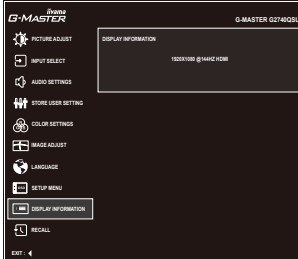 iiyama
G-MASTER
G-MASTER G2740QSU
PICTURE ADJUST
DISPLAY INFORMATION
INPUT SELECT
1920X1080 @144HZ HDMI
AUDIO SETTINGS
STORE USER SETTING
COLOR SETTINGS
IMAGE ADJUST
LANGUAGE
SETUP MENU
DISPLAY INFORMATION
RECALL
EXIT :